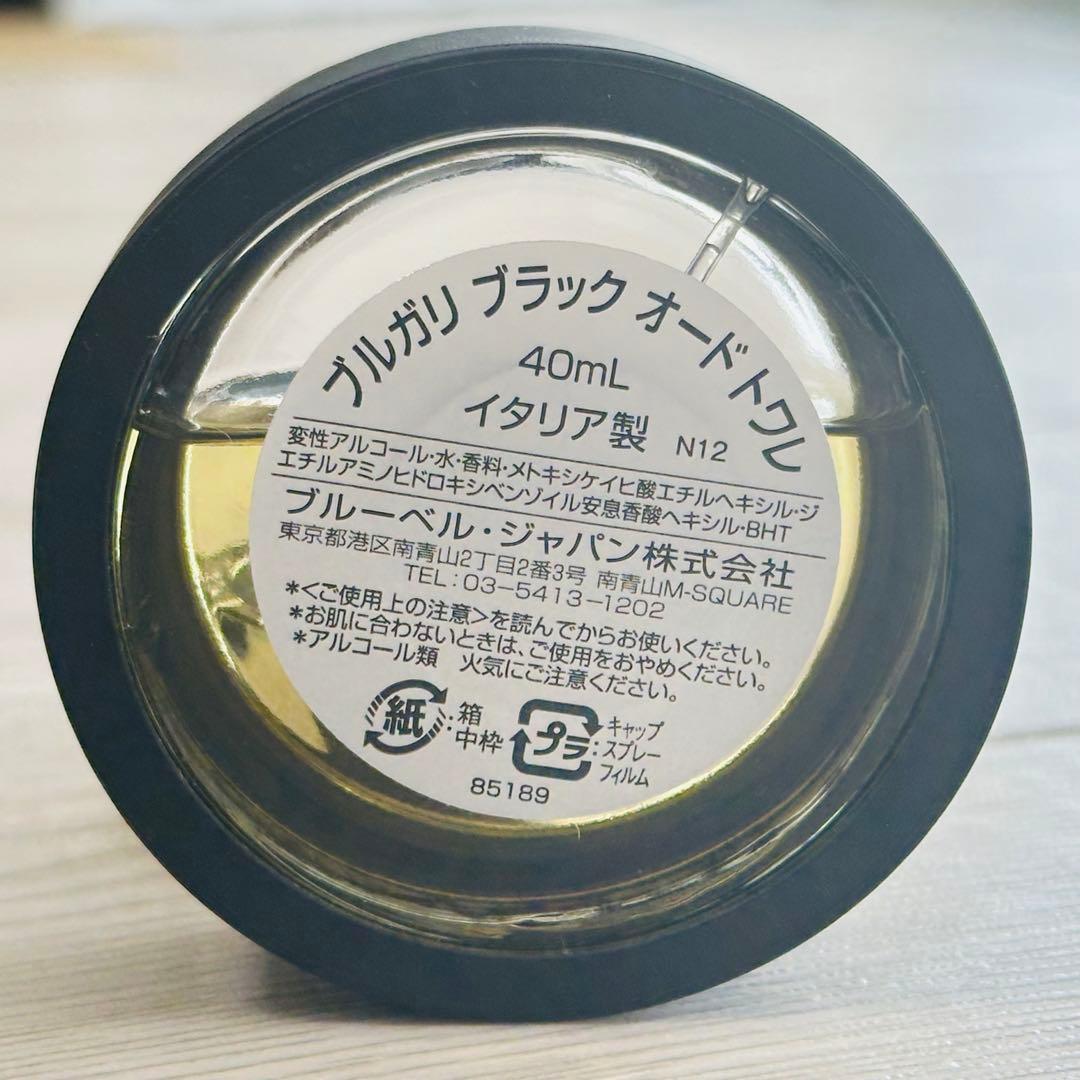 ブルガリ ブラック オードトワレ
40mL
イタリア製 N12
変性アルコール・水・香料・メトキシケイヒ酸エチルヘキシル・ジ
エチルアミノヒドロキシベンゾイル安息香酸ヘキシル・BHT
ブルーベル・ジャパン株式会社
東京都港区南青山2丁目2番3号 南青山M-SQUARE
TEL:03-5413-1202
*<ご使用上の注意>を読んでからお使いください。
*お肌に合わないときは、ご使用をおやめください。
*アルコール類 火気にご注意ください。
紙:箱
中枠
プラ:キャップ
スプレー
フィルム
85189